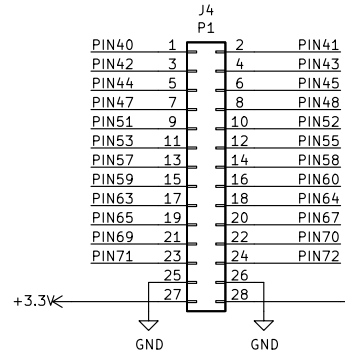 J4
P1
PIN40 1 2 PIN41
PIN42 3 4 PIN43
PIN44 5 6 PIN45
PIN47 7 8 PIN48
PIN51 9 10 PIN52
PIN53 11 12 PIN55
PIN57 13 14 PIN58
PIN59 15 16 PIN60
PIN63 17 18 PIN64
PIN65 19 20 PIN67
PIN69 21 22 PIN70
PIN71 23 24 PIN72
25 26
+3.3V 27 28
GND GND